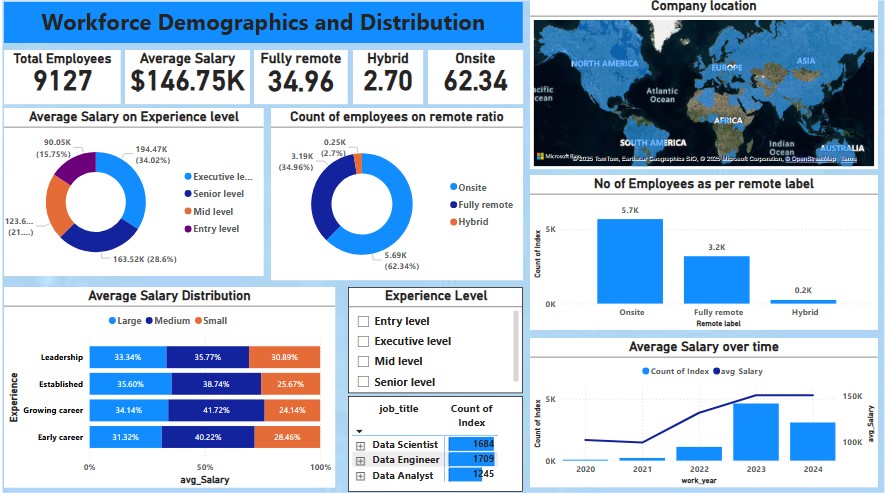 Workforce Demographics and Distribution
Total Employees
9127
Average Salary
$146.75K
Fully remote
34.96
Hybrid
2.70
Onsite
62.34
Company location
NORTH AMERICA
EUROPE
ASIA
Pacific
cean
Atlantic
Ocean
AFRICA
SOUTH AMERICA
Indian
Ocean
AUSTRALIA
© 2025 TomTom, Earthstar Geographics SIO, © 2025 Microsoft Corporation, © OpenStreetMap Terms
Average Salary on Experience level
90.05K
(15.75%)
194.47K
(34.02%)
123.6...
(21....)
163.52K (28.6%)
Executive le...
Senior level
Mid level
Entry level
Count of employees on remote ratio
0.25K
(2.7%)
3.19K
(34.96%)
5.69K
(62.34%)
Onsite
Fully remote
Hybrid
No of Employees as per remote label
Count of Index
5K
0K
5.7K
3.2K
0.2K
Onsite
Fully remote
Hybrid
Remote label
Average Salary Distribution
Large Medium Small
Experience
Leadership 33.34% 35.77% 30.89%
Established 35.60% 38.74% 25.67%
Growing career 34.14% 41.72% 24.14%
Early career 31.32% 40.22% 28.46%
0% 50% 100%
avg_Salary
Experience Level
Entry level
Executive level
Mid level
Senior level
job_title Count of
Index
Data Scientist 1684
Data Engineer 1709
Data Analyst 1245
Average Salary over time
Count of Index avg_Salary
Count of Index
5K
0K
150K
100K
avg_Salary
2020 2021 2022 2023 2024
work_year